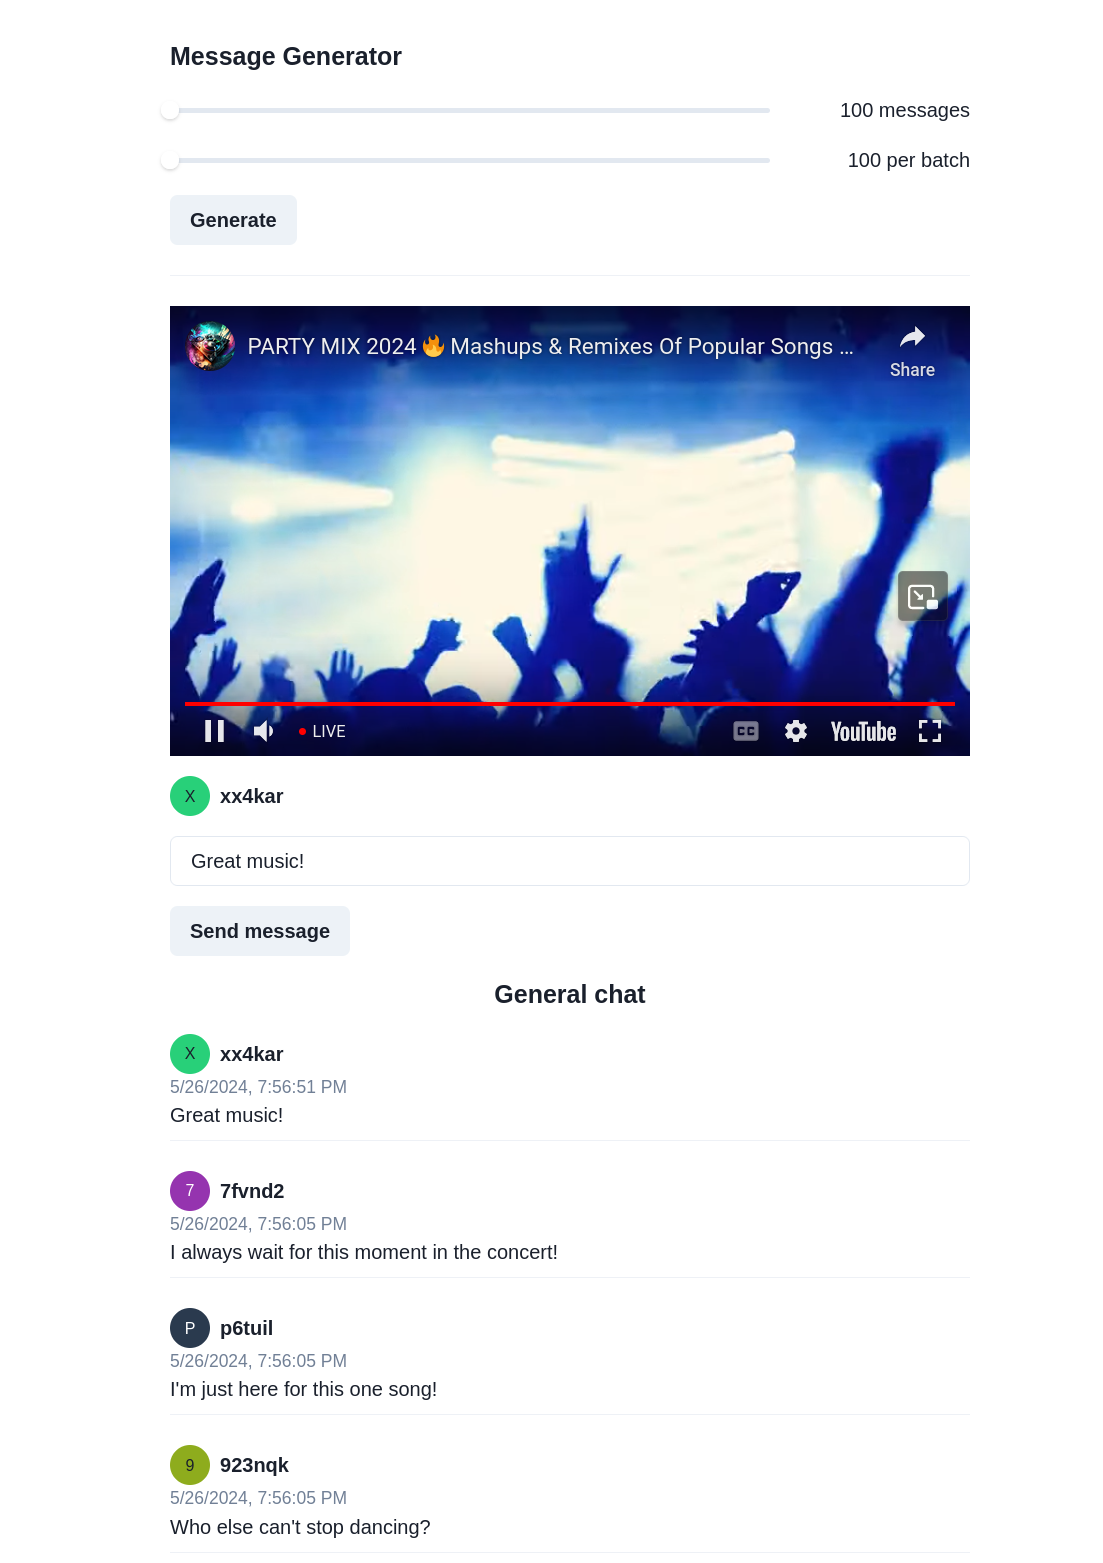 Message Generator
100 messages
100 per batch
Generate
PARTY MIX 2024 🔥 Mashups & Remixes Of Popular Songs ...
Share
LIVE
CC
YouTube
X xx4kar
Great music!
Send message
General chat
X xx4kar
5/26/2024, 7:56:51 PM
Great music!
7 7fvnd2
5/26/2024, 7:56:05 PM
I always wait for this moment in the concert!
P p6tuil
5/26/2024, 7:56:05 PM
I'm just here for this one song!
9 923nqk
5/26/2024, 7:56:05 PM
Who else can't stop dancing?